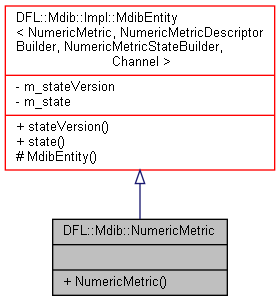 DFL::Mdib::Impl::MdibEntity
< NumericMetric, NumericMetricDescriptor
Builder, NumericMetricStateBuilder,
Channel >
- m_stateVersion
- m_state
+ stateVersion()
+ state()
# MdibEntity()
DFL::Mdib::NumericMetric
+ NumericMetric()